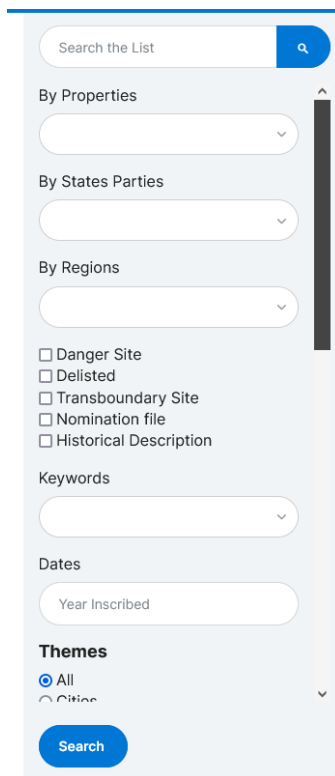 Search the List
By Properties
By States Parties
By Regions
Danger Site
Delisted
Transboundary Site
Nomination file
Historical Description
Keywords
Dates
Year Inscribed
Themes
All
Cities
Search